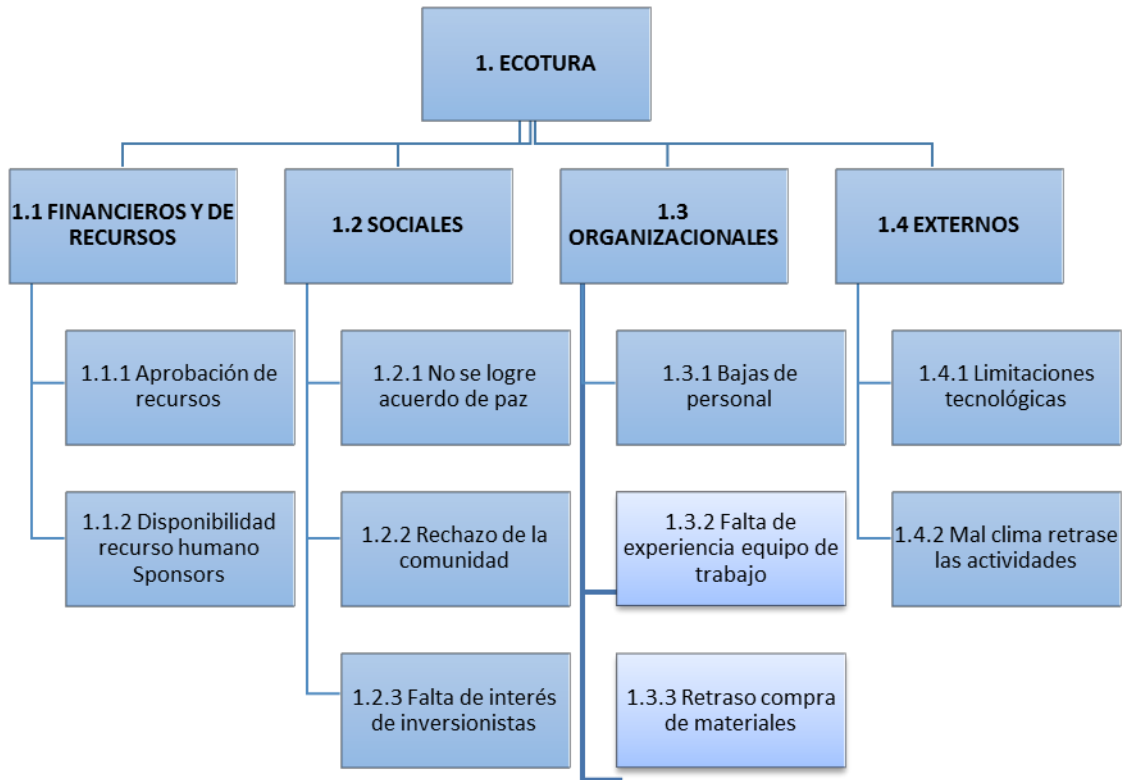 1. ECOTURA
1.1 FINANCIEROS Y DE
RECURSOS
1.2 SOCIALES
1.3
ORGANIZACIONALES
1.4 EXTERNOS
1.1.1 Aprobación de
recursos
1.2.1 No se logre
acuerdo de paz
1.3.1 Bajas de
personal
1.4.1 Limitaciones
tecnológicas
1.1.2 Disponibilidad
recurso humano
Sponsors
1.2.2 Rechazo de la
comunidad
1.3.2 Falta de
experiencia equipo de
trabajo
1.4.2 Mal clima retrase
las actividades
1.2.3 Falta de interés
de inversionistas
1.3.3 Retraso compra
de materiales